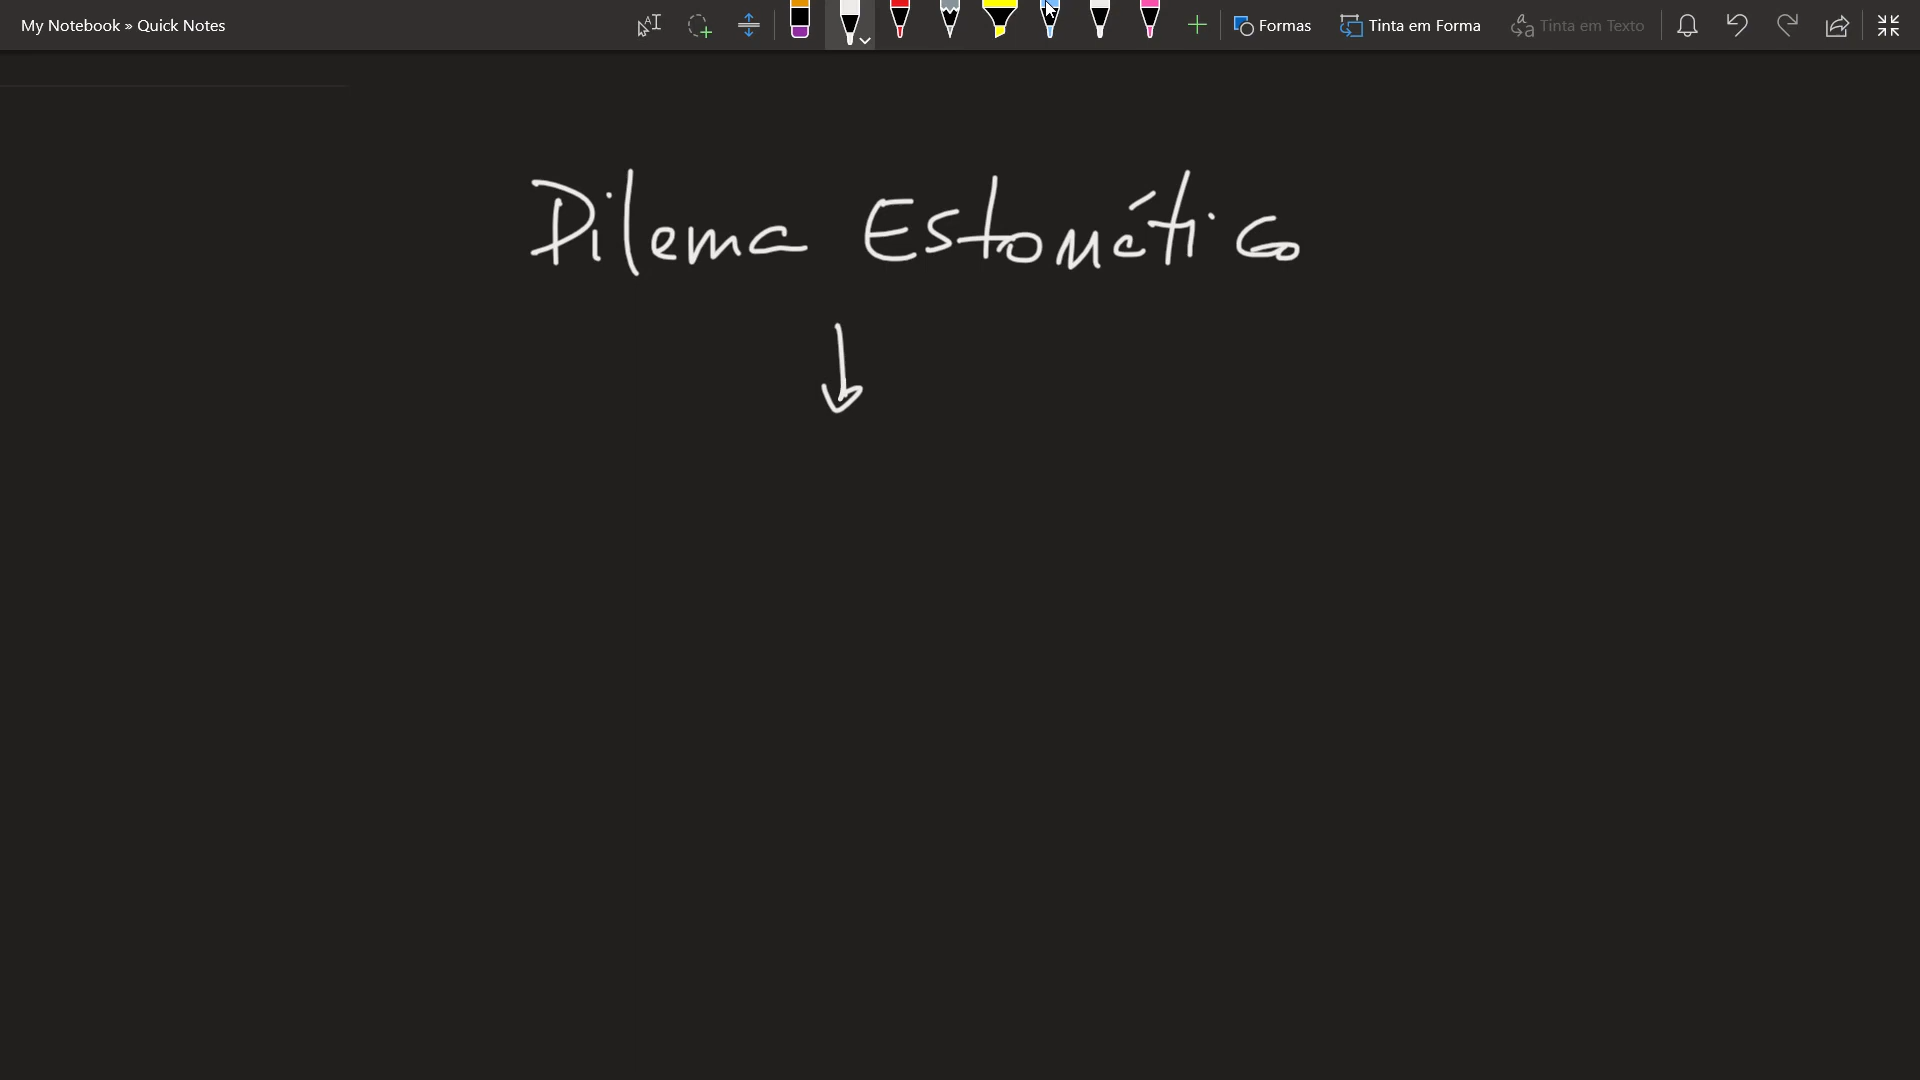 My Notebook » Quick Notes
Formas
Tinta em Forma
Tinta em Texto
Dilema Estomático